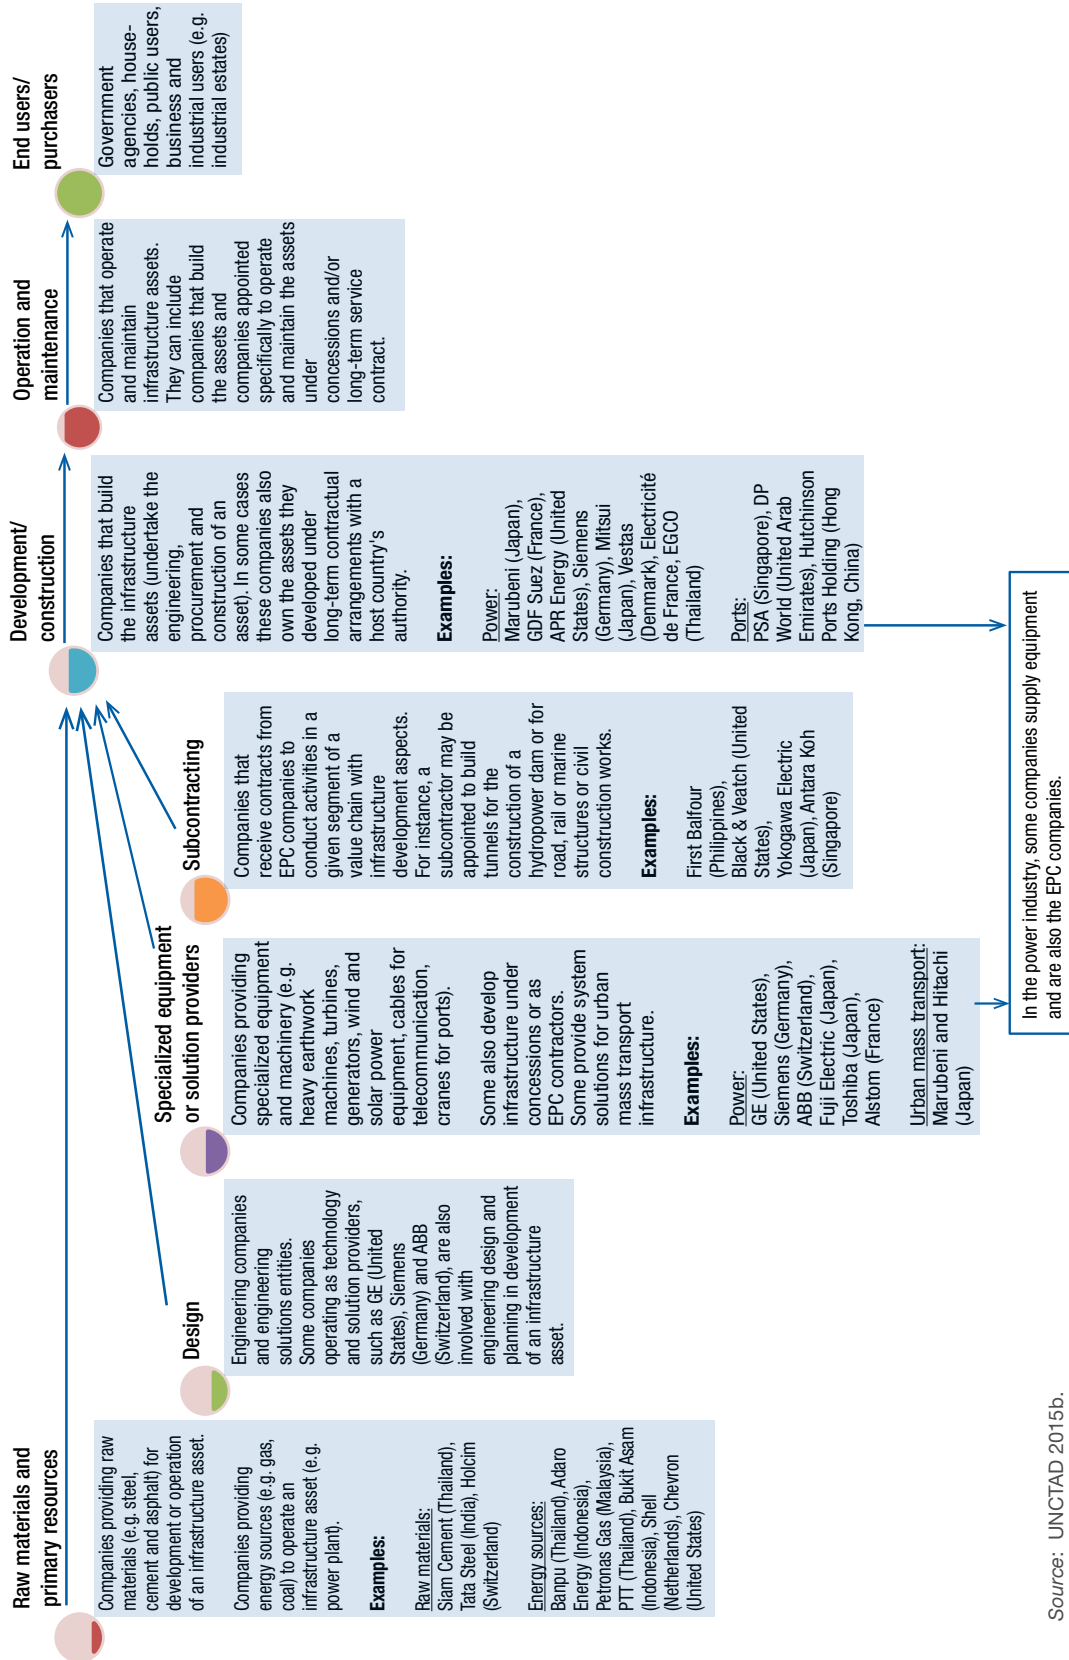 Raw materials and
primary resources
Companies providing raw
materials (e.g. steel,
cement and asphalt) for
development or operation
of an infrastructure asset.
Companies providing
energy sources (e.g. gas,
coal) to operate an
infrastructure asset (e.g.
power plant).
Examples:
Raw materials:
Siam Cement (Thailand),
Tata Steel (India), Holcim
(Switzerland)
Energy sources:
Banpu (Thailand), Adaro
Energy (Indonesia),
Petronas Gas (Malaysia),
PTT (Thailand), Bukit Asam
(Indonesia), Shell
(Netherlands), Chevron
(United States)
Design
Engineering companies
and engineering
solutions entities.
Some companies
operating as technology
and solution providers,
such as GE (United
States), Siemens
(Germany) and ABB
(Switzerland), are also
involved with
engineering design and
planning in development
of an infrastructure
asset.
Specialized equipment
or solution providers
Companies providing
specialized equipment
and machinery (e.g.
heavy earthwork
machines, turbines,
generators, wind and
solar power
equipment, cables for
telecommunication,
cranes for ports).
Some also develop
infrastructure under
concessions or as
EPC contractors.
Some provide system
solutions for urban
mass transport
infrastructure.
Examples:
Power:
GE (United States),
Siemens (Germany),
ABB (Switzerland),
Fuji Electric (Japan),
Toshiba (Japan),
Alstom (France)
Urban mass transport:
Marubeni and Hitachi
(Japan)
Subcontracting
Companies that
receive contracts from
EPC companies to
conduct activities in a
given segment of a
value chain with
infrastructure
development aspects.
For instance, a
subcontractor may be
appointed to build
tunnels for the
construction of a
hydropower dam or for
road, rail or marine
structures or civil
construction works.
Examples:
First Balfour
(Philippines),
Black & Veatch (United
States),
Yokogawa Electric
(Japan), Antara Koh
(Singapore)
Development/
construction
Companies that build
the infrastructure
assets (undertake the
engineering,
procurement and
construction of an
asset). In some cases
these companies also
own the assets they
developed under
long-term contractual
arrangements with a
host country's
authority.
Examples:
Power:
Marubeni (Japan),
GDF Suez (France),
APR Energy (United
States), Siemens
(Germany), Mitsui
(Japan), Vestas
(Denmark), Electricité
de France, EGCO
(Thailand)
Ports:
PSA (Singapore), DP
World (United Arab
Emirates), Hutchinson
Ports Holding (Hong
Kong, China)
Operation and
maintenance
Companies that operate
and maintain
infrastructure assets.
They can include
companies that build
the assets and
companies appointed
specifically to operate
and maintain the assets
under
concessions and/or
long-term service
contract.
End users/
purchasers
Government
agencies, house-
holds, public users,
business and
industrial users (e.g.
industrial estates)
In the power industry, some companies supply equipment
and are also the EPC companies.
Source: UNCTAD 2015b.